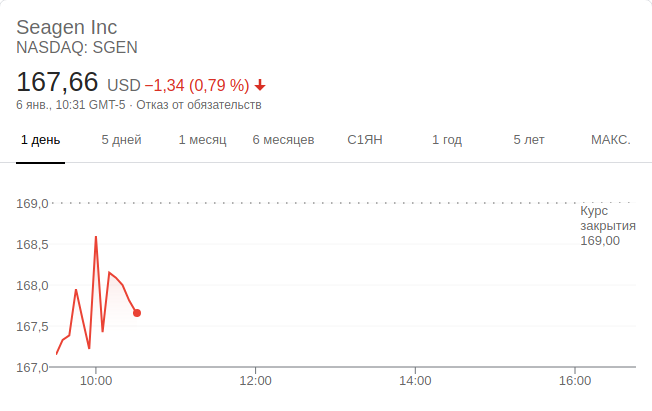 Seagen Inc
NASDAQ: SGEN
167,66 USD −1,34 (0,79 %)
6 янв., 10:31 GMT-5 · Отказ от обязательств
1 день 5 дней 1 месяц 6 месяцев С1ЯН 1 год 5 лет МАКС.
169,0
Курс
закрытия
169,00
168,5
168,0
167,5
167,0
10:00 12:00 14:00 16:00